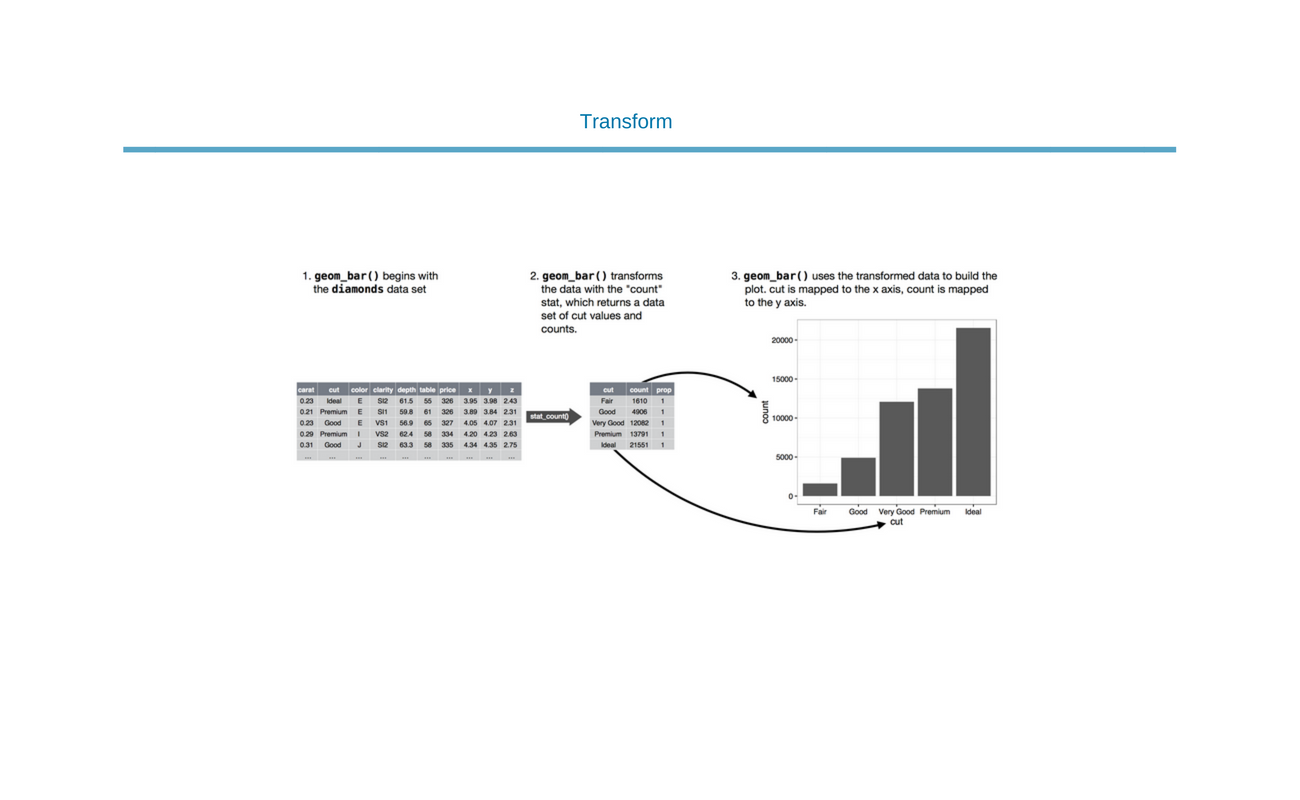 Transform
1. geom_bar() begins with
the diamonds data set
2. geom_bar() transforms
the data with the "count"
stat, which returns a data
set of cut values and
counts.
3. geom_bar() uses the transformed data to build the
plot. cut is mapped to the x axis, count is mapped
to the y axis.
carat cut color clarity depth table price x y z
0.23 Ideal E SI2 61.5 55 326 3.95 3.98 2.43
0.21 Premium E SI1 59.8 61 326 3.89 3.84 2.31
0.23 Good E VS1 56.9 65 327 4.05 4.07 2.31
0.29 Premium I VS2 62.4 58 334 4.20 4.23 2.63
0.31 Good J SI2 63.3 58 335 4.34 4.35 2.75
... ... ... ... ... ... ... ... ... ...
stat_count()
cut count prop
Fair 1610 1
Good 4906 1
Very Good 12082 1
Premium 13791 1
Ideal 21551 1
20000
15000
10000
5000
0
count
Fair Good Very Good Premium Ideal
cut